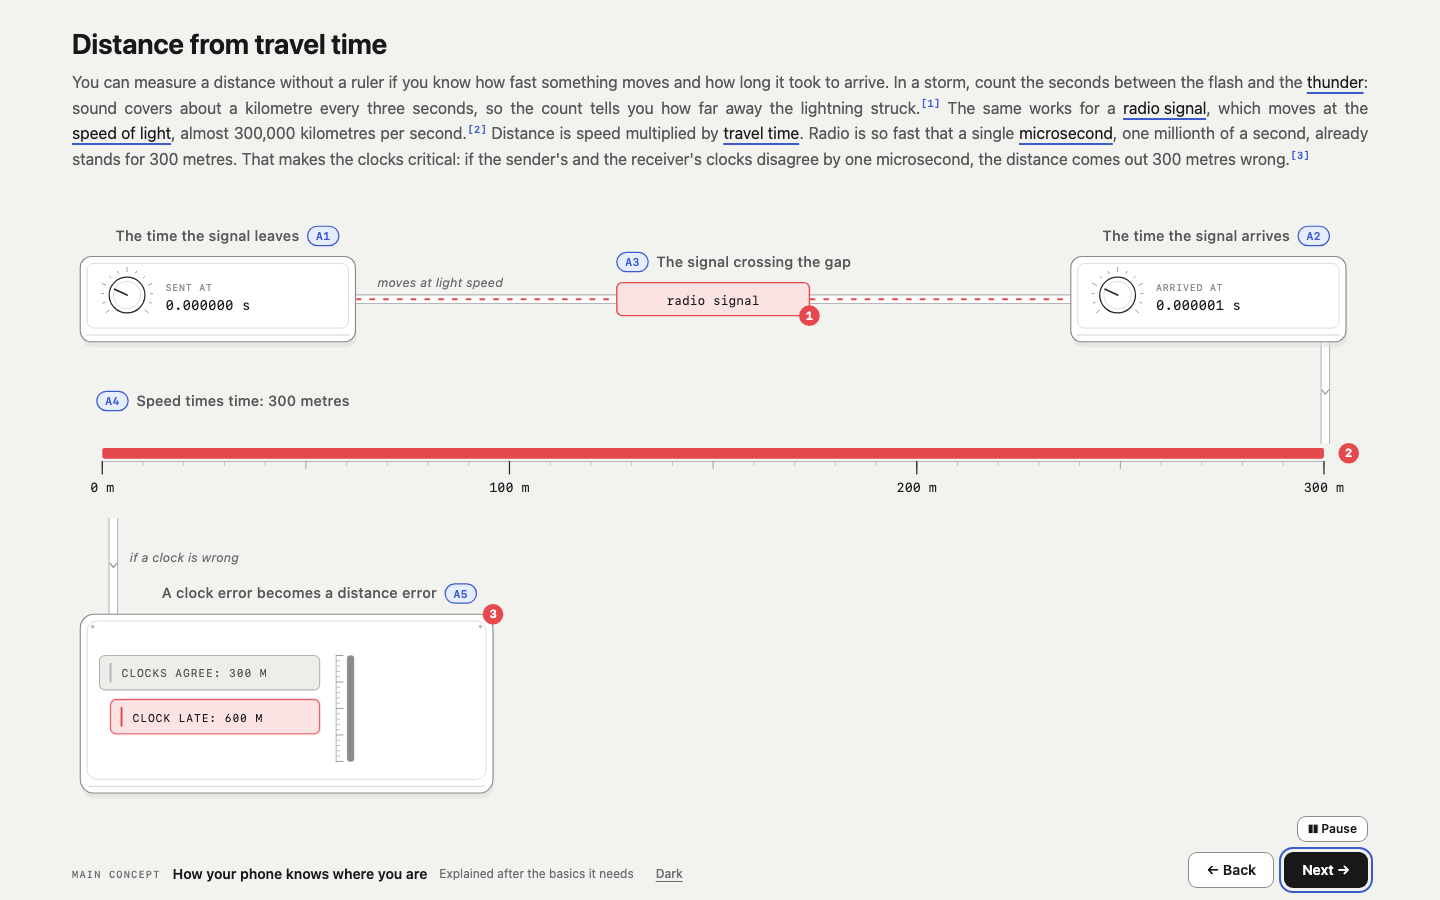 Distance from travel time
You can measure a distance without a ruler if you know how fast something moves and how long it took to arrive. In a storm, count the seconds between the flash and the thunder:
sound covers about a kilometre every three seconds, so the count tells you how far away the lightning struck.[1] The same works for a radio signal, which moves at the
speed of light, almost 300,000 kilometres per second.[2] Distance is speed multiplied by travel time. Radio is so fast that a single microsecond, one millionth of a second, already
stands for 300 metres. That makes the clocks critical: if the sender's and the receiver's clocks disagree by one microsecond, the distance comes out 300 metres wrong.[3]
The time the signal leaves A1
SENT AT
0.000000 s
moves at light speed
A3 The signal crossing the gap
radio signal
1
The time the signal arrives A2
ARRIVED AT
0.000001 s
A4 Speed times time: 300 metres
2
0 m 100 m 200 m 300 m
if a clock is wrong
A clock error becomes a distance error A5
3
CLOCKS AGREE: 300 M
CLOCK LATE: 600 M
Pause
MAIN CONCEPT How your phone knows where you are Explained after the basics it needs Dark
← Back Next →